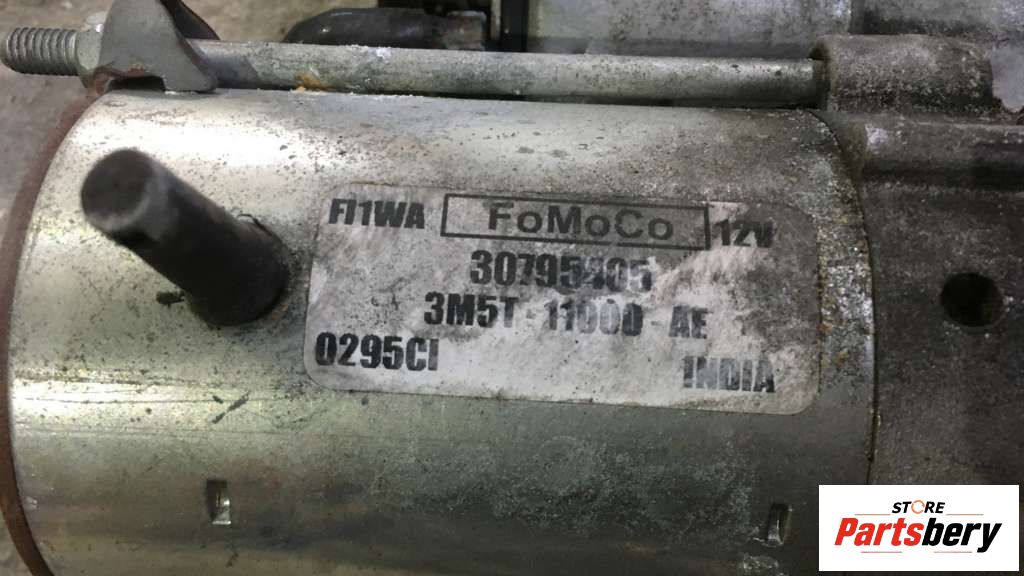 FI1WA FoMoCo 12V
30795405
3M5T-11000-AE
0295CI INDIA
STORE
Partsbery